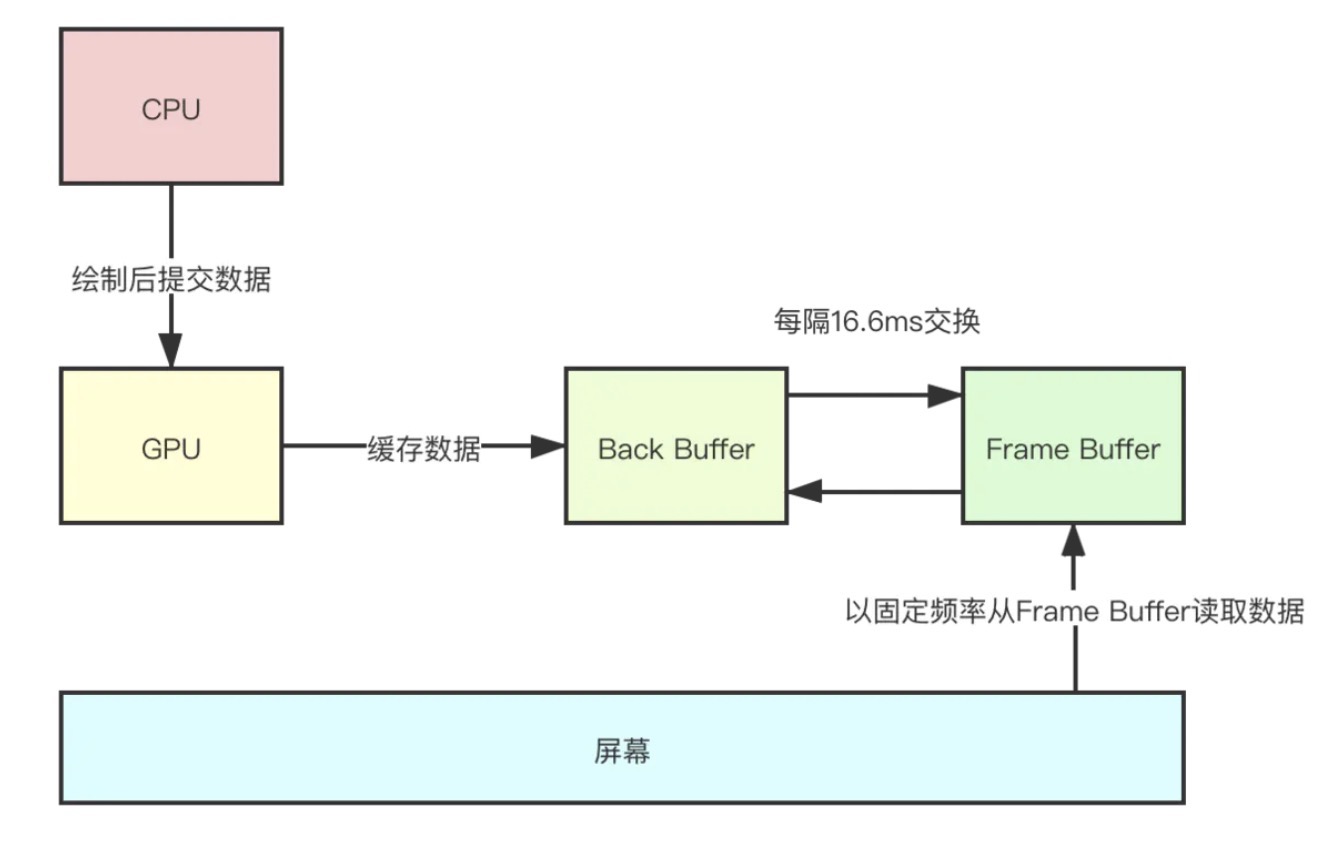 CPU
绘制后提交数据
每隔16.6ms交换
GPU
缓存数据
Back Buffer
Frame Buffer
以固定频率从Frame Buffer读取数据
屏幕